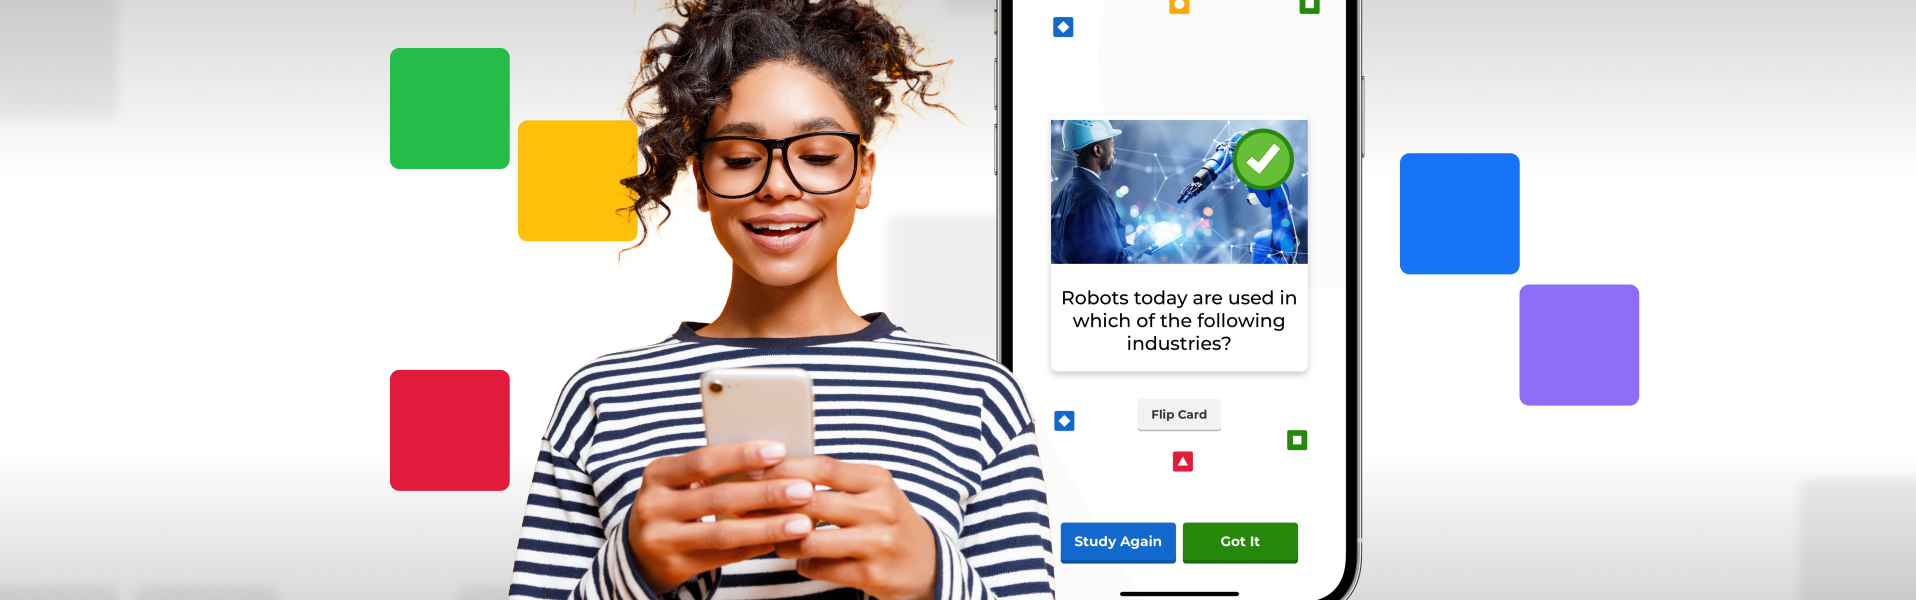 Robots today are used in
which of the following
industries?
Flip Card
Study Again
Got It